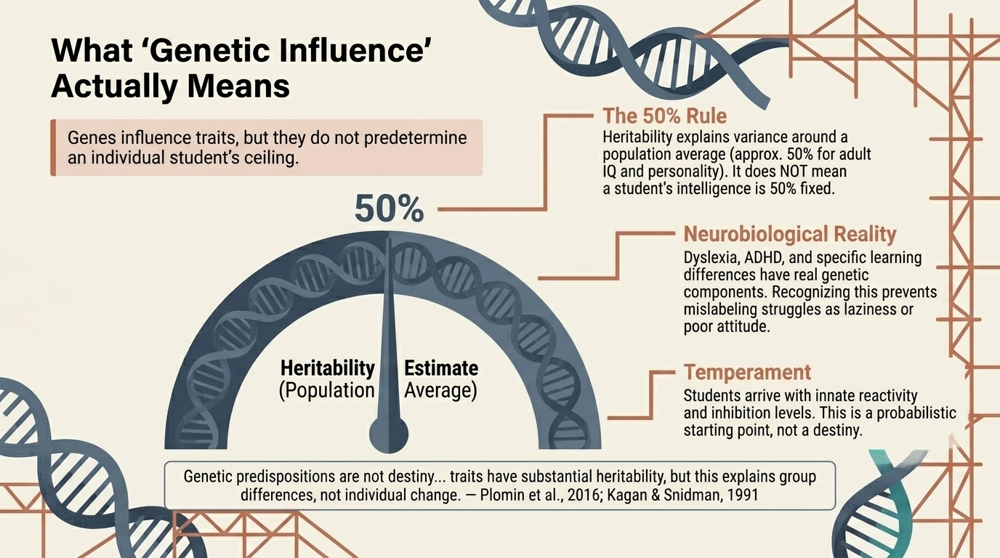 What ‘Genetic Influence’
Actually Means
Genes influence traits, but they do not predetermine
an individual student’s ceiling.
50%
The 50% Rule
Heritability explains variance around a
population average (approx. 50% for adult
IQ and personality). It does NOT mean
a student's intelligence is 50% fixed.
Neurobiological Reality
Dyslexia, ADHD, and specific learning
differences have real genetic
components. Recognizing this prevents
mislabeling struggles as laziness or
poor attitude.
Heritability Estimate
(Population Average)
Temperament
Students arrive with innate reactivity
and inhibition levels. This is a probabilistic
starting point, not a destiny.
Genetic predispositions are not destiny... traits have substantial heritability, but this explains group
differences, not individual change. — Plomin et al., 2016; Kagan & Snidman, 1991